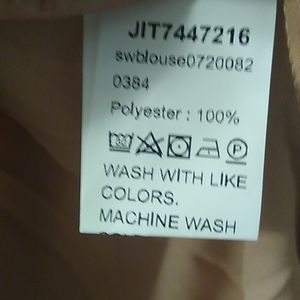 JIT7447216
swblouse0720082
0384
Polyester : 100%
WASH WITH LIKE
COLORS.
MACHINE WASH